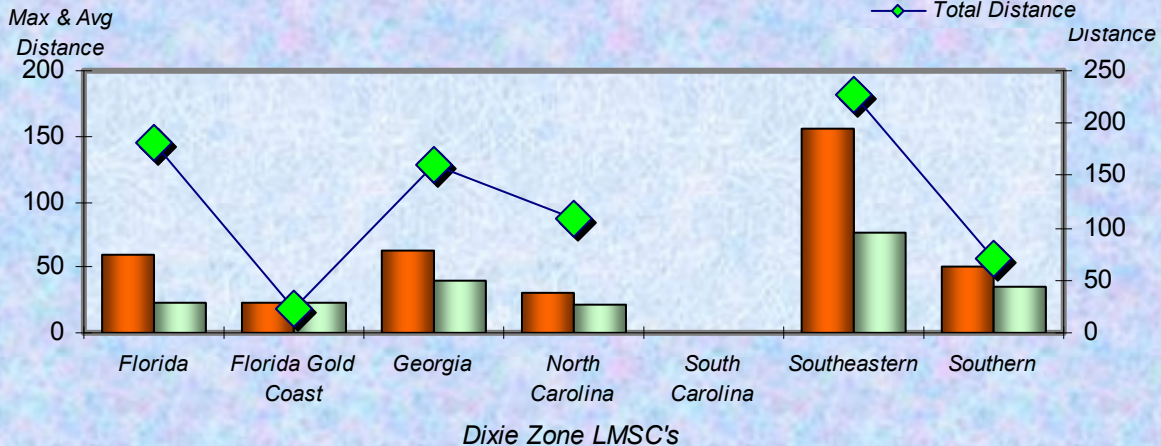 Max & Avg
Distance
Total Distance
Distance
200
150
100
50
0
250
200
150
100
50
0
Florida
Florida Gold
Coast
Georgia
North
Carolina
South
Carolina
Southeastern
Southern
Dixie Zone LMSC's